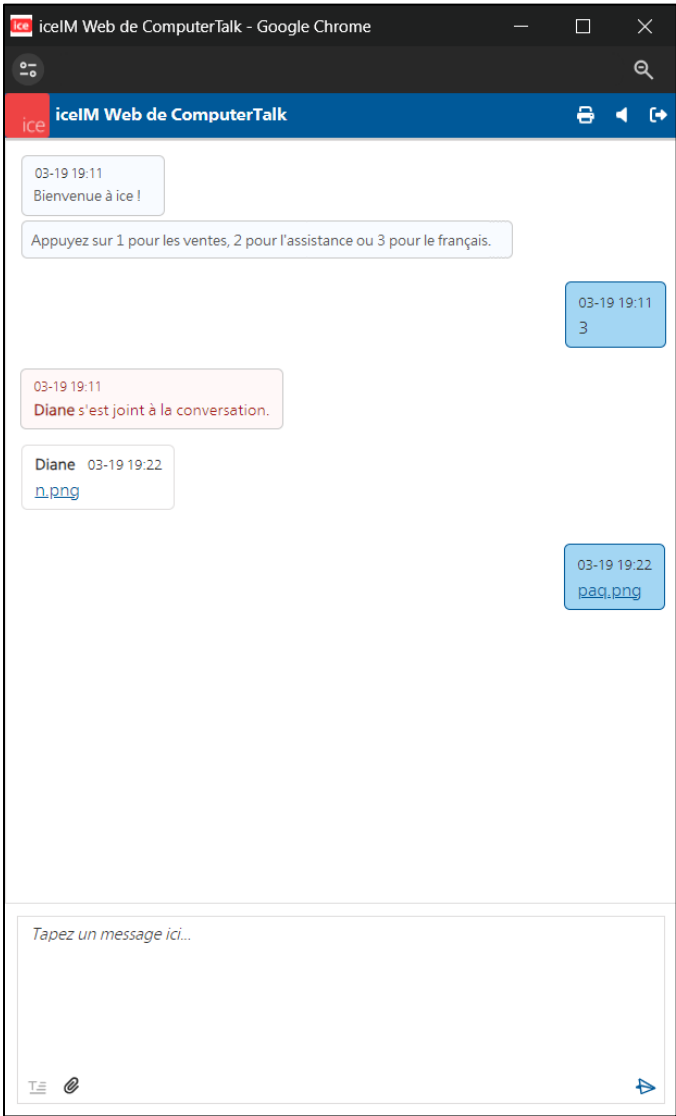 ice iceIM Web de ComputerTalk - Google Chrome
ice iceIM Web de ComputerTalk
03-19 19:11
Bienvenue à ice !
Appuyez sur 1 pour les ventes, 2 pour l'assistance ou 3 pour le français.
03-19 19:11
3
03-19 19:11
Diane s'est joint à la conversation.
Diane 03-19 19:22
n.png
03-19 19:22
paq.png
Tapez un message ici...